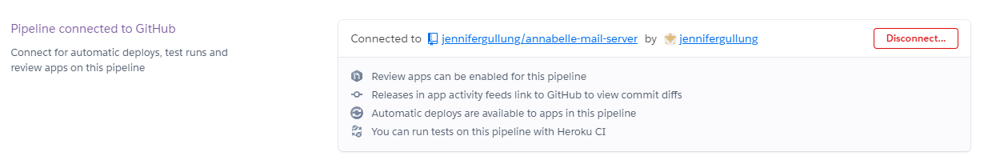 Pipeline connected to GitHub
Connect for automatic deploys, test runs and
review apps on this pipeline
Connected to jennifergullung/annabelle-mail-server by jennifergullung
Disconnect...
Review apps can be enabled for this pipeline
Releases in app activity feeds link to GitHub to view commit diffs
Automatic deploys are available to apps in this pipeline
You can run tests on this pipeline with Heroku CI